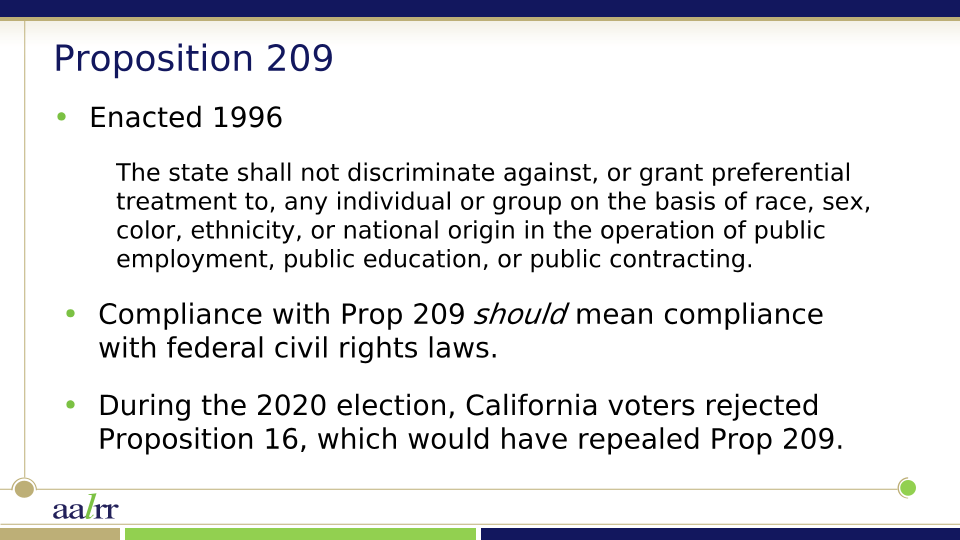 Proposition 209
• Enacted 1996
The state shall not discriminate against, or grant preferential
treatment to, any individual or group on the basis of race, sex,
color, ethnicity, or national origin in the operation of public
employment, public education, or public contracting.
• Compliance with Prop 209 should mean compliance
with federal civil rights laws.
• During the 2020 election, California voters rejected
Proposition 16, which would have repealed Prop 209.
aalrr